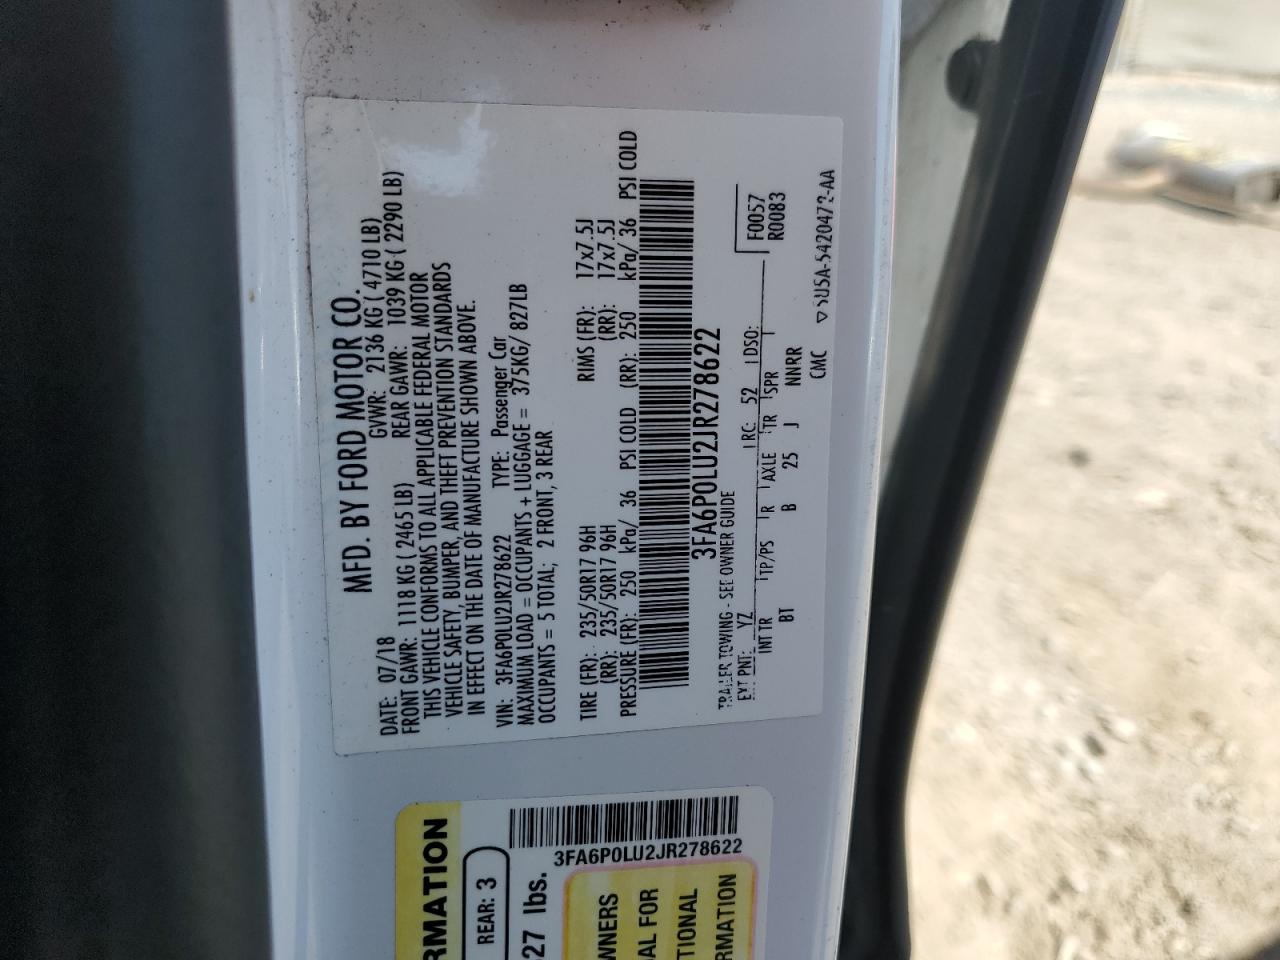 MFD. BY FORD MOTOR CO.
DATE: 07/18 GVWR: 2136 KG ( 4710 LB)
FRONT GAWR: 1118 KG ( 2465 LB) REAR GAWR: 1039 KG ( 2290 LB)
THIS VEHICLE CONFORMS TO ALL APPLICABLE FEDERAL MOTOR
VEHICLE SAFETY, BUMPER, AND THEFT PREVENTION STANDARDS
IN EFFECT ON THE DATE OF MANUFACTURE SHOWN ABOVE.
VIN: 3FA6P0LU2JR278622 TYPE: Passenger Car
MAXIMUM LOAD = OCCUPANTS + LUGGAGE = 375KG/ 827LB
OCCUPANTS = 5 TOTAL; 2 FRONT, 3 REAR
TIRE (FR): 235/50R17 96H RIMS (FR): 17x7.5J
(RR): 235/50R17 96H (RR): 17x7.5J
PRESSURE (FR): 250 kPa/ 36 PSI COLD (RR): 250 kPa/ 36 PSI COLD
3FA6P0LU2JR278622
TRAILER TOWING - SEE OWNER GUIDE
EXT PNT: YZ RC: 52 DSO: F0057
R0083
INT TR TP/PS R AXLE TR SPR
BT B 25 J NNRR
CMC
5U5A-5420472-AA
RMATION
REAR: 3
3FA6P0LU2JR278622
27 lbs.
WNERS
AL FOR
TIONAL
RMATION